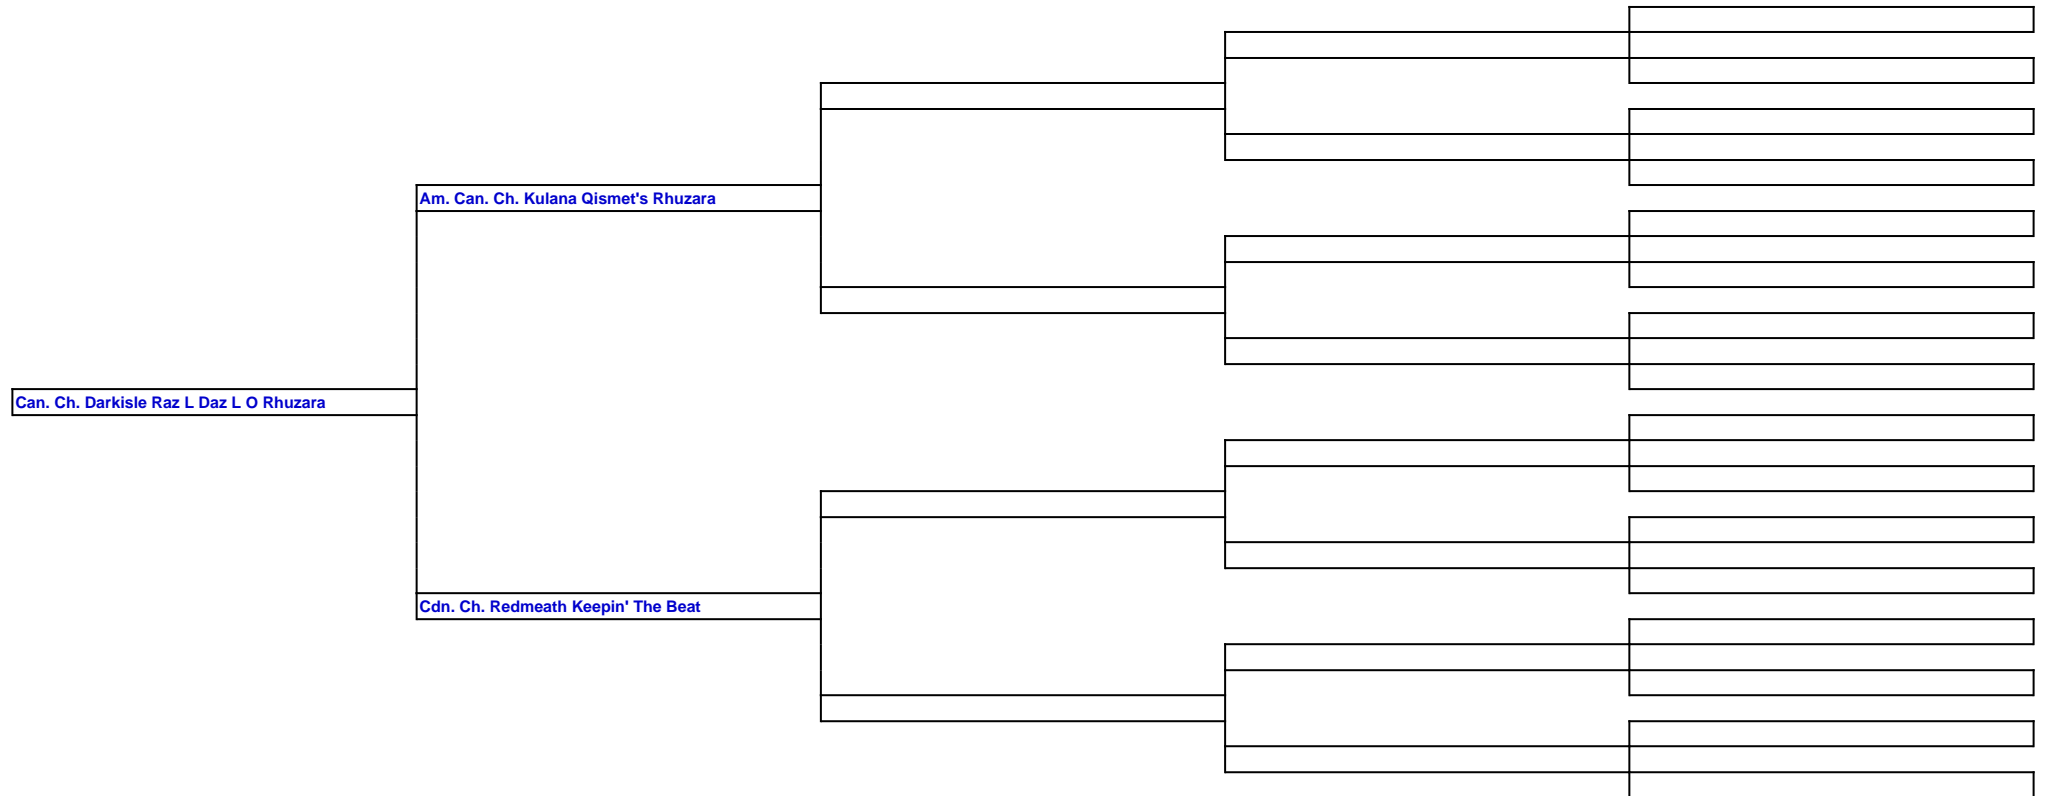 Am. Can. Ch. Kulana Qismet's Rhuzara
Can. Ch. Darkisle Raz L Daz L O Rhuzara
Cdn. Ch. Redmeath Keepin' The Beat